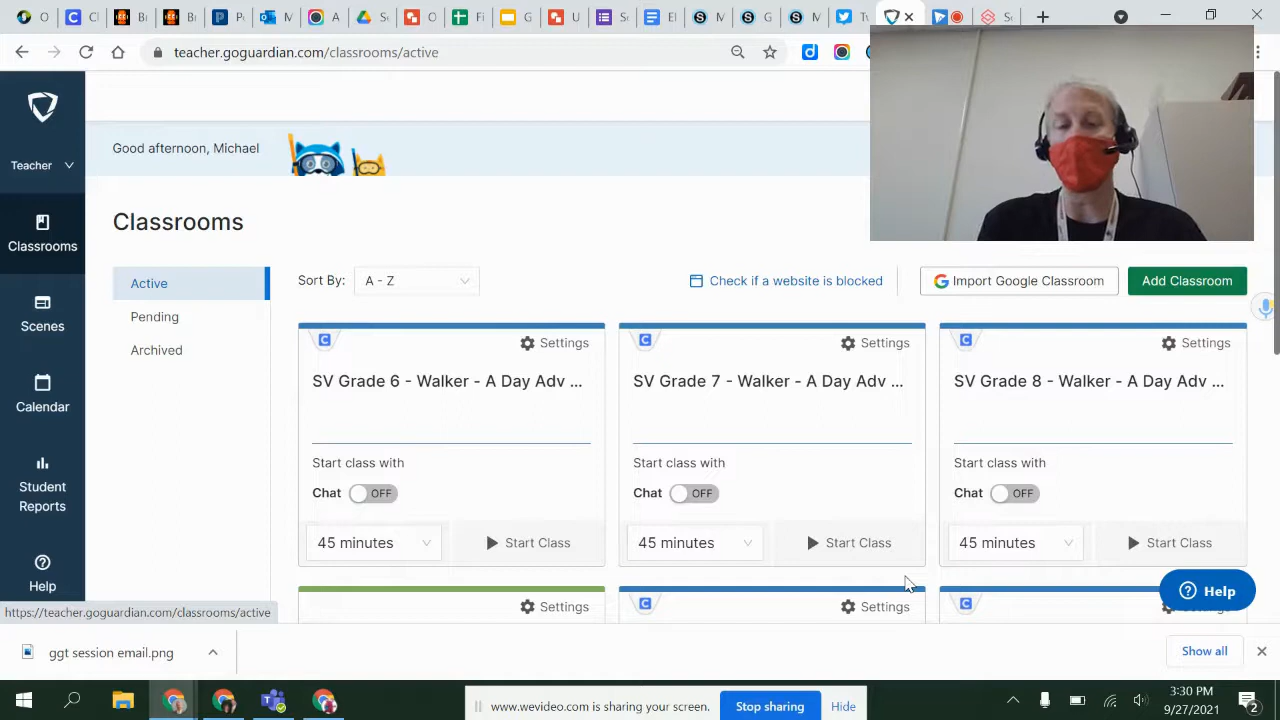 C
P
Po
M
A
S
O
Fi
G
U
S
El
M
G
M
T
S
teacher.goguardian.com/classrooms/active
Teacher
Classrooms
Scenes
Calendar
Student
Reports
Help
Good afternoon, Michael
Classrooms
Active
Pending
Archived
Sort By:
A - Z
Check if a website is blocked
Import Google Classroom
Add Classroom
Settings
SV Grade 6 - Walker - A Day Adv ...
Start class with
Chat OFF
45 minutes
Start Class
Settings
SV Grade 7 - Walker - A Day Adv ...
Start class with
Chat OFF
45 minutes
Start Class
Settings
SV Grade 8 - Walker - A Day Adv ...
Start class with
Chat OFF
45 minutes
Start Class
Settings
Settings
Settings
Help
https://teacher.goguardian.com/classrooms/active
ggt session email.png
Show all
www.wevideo.com is sharing your screen.
Stop sharing
Hide
3:30 PM
9/27/2021
2